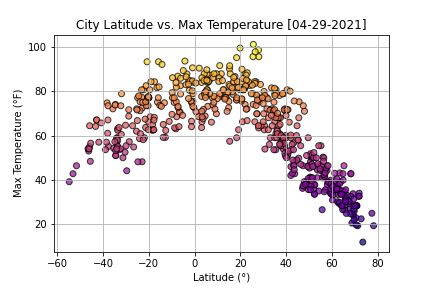 City Latitude vs. Max Temperature [04-29-2021]
Max Temperature (°F)
100
80
60
40
20
−60 −40 −20 0 20 40 60 80
Latitude (°)